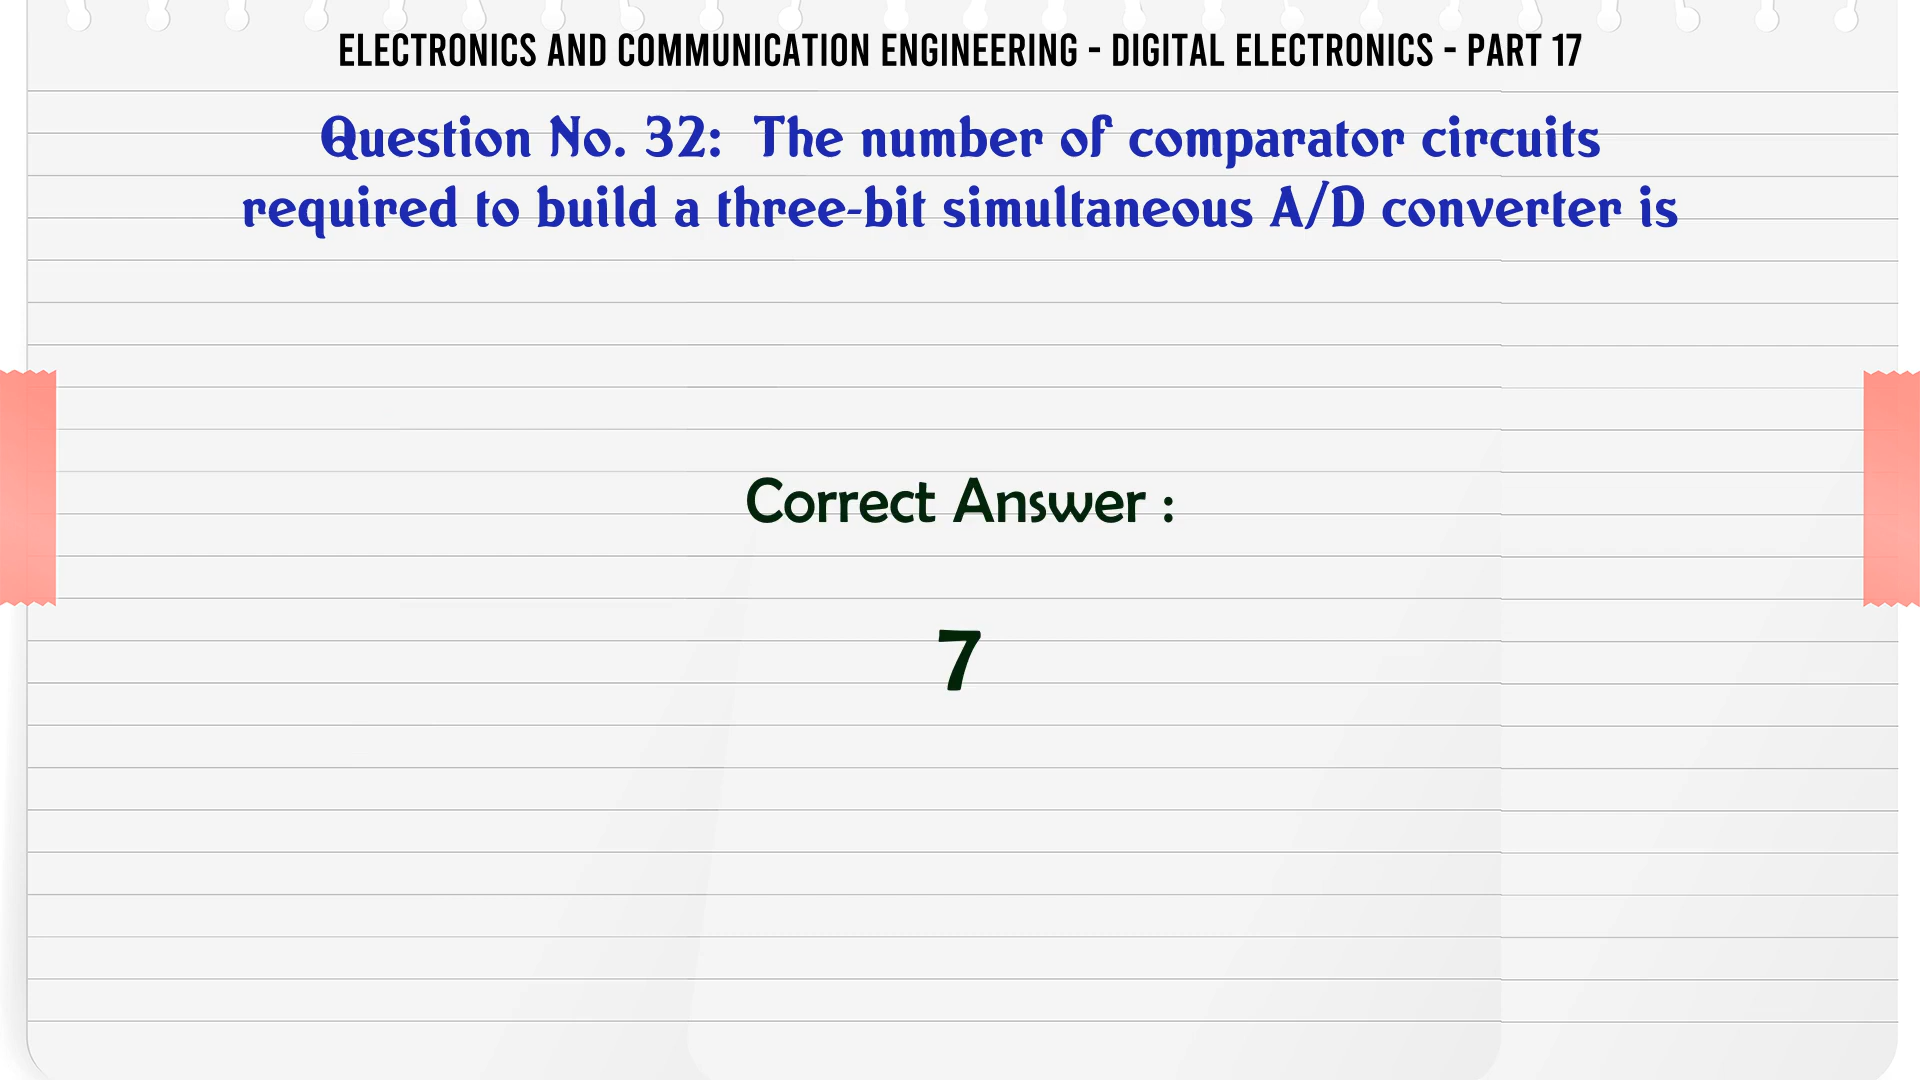 ELECTRONICS AND COMMUNICATION ENGINEERING - DIGITAL ELECTRONICS - PART 17
Question No. 32: The number of comparator circuits
required to build a three-bit simultaneous A/D converter is
Correct Answer :
7